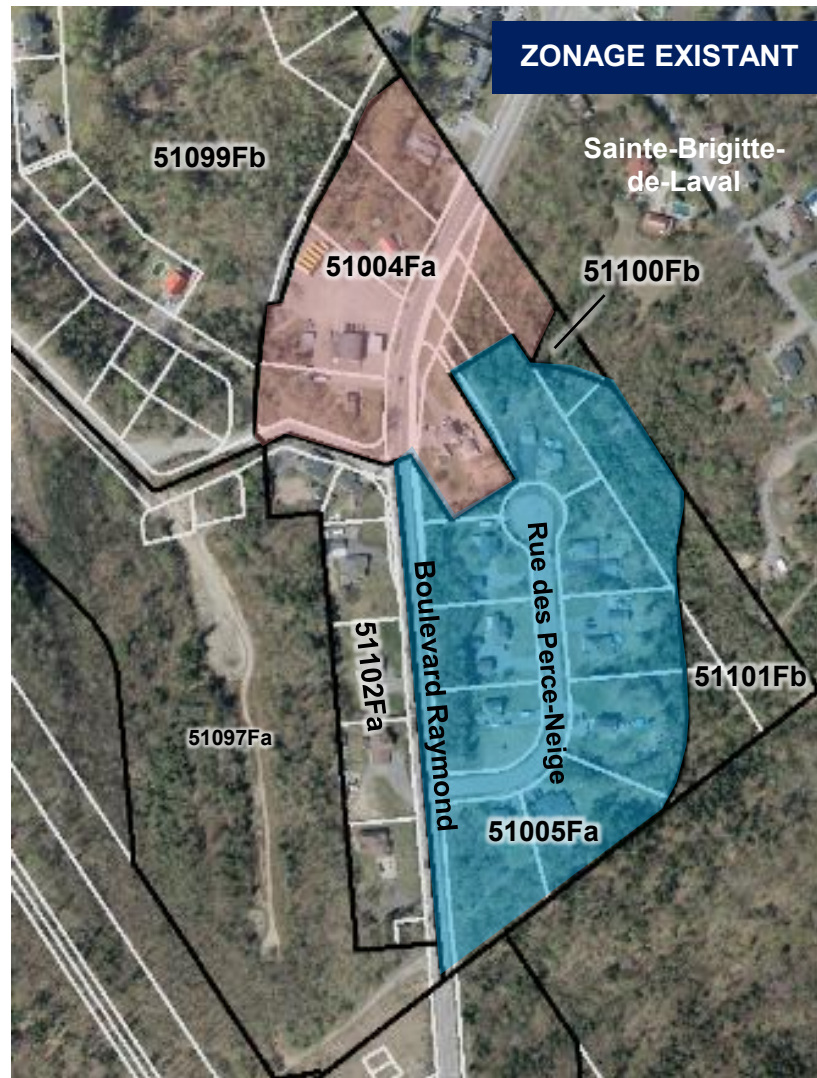 ZONAGE EXISTANT
Sainte-Brigitte-
de-Laval
51099Fb
51004Fa
51100Fb
Rue des Perce-Neige
Boulevard Raymond
51102Fa
51101Fb
51097Fa
51005Fa